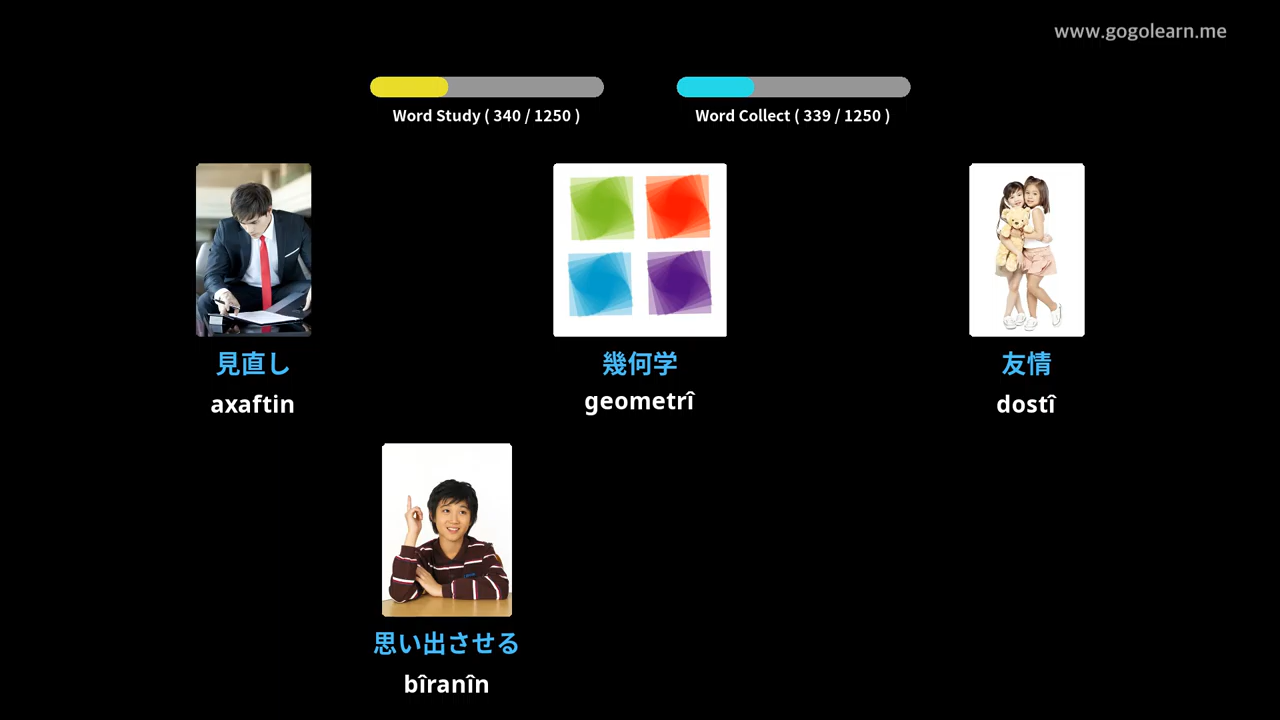 www.gogolearn.me
Word Study ( 340 / 1250 )
Word Collect ( 339 / 1250 )
見直し
axaftin
幾何学
geometrî
友情
dostî
思い出させる
bîranîn